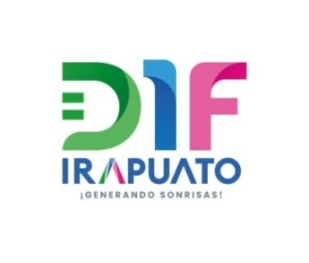 DIF
IRAPUATO
¡GENERANDO SONRISAS!